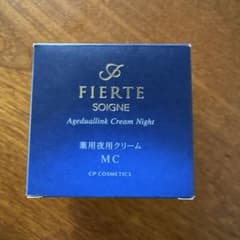 FIERTE
SOIGNE
Ageduallink Cream Night
薬用夜用クリーム
MC
CP COSMETICS